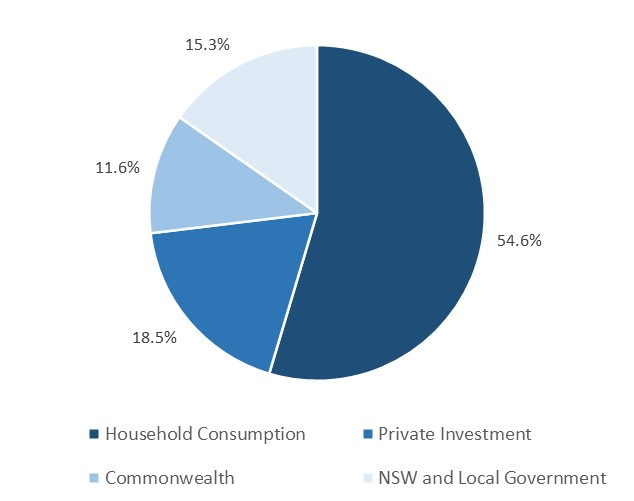 15.3%
11.6%
54.6%
18.5%
Household Consumption
Private Investment
Commonwealth
NSW and Local Government